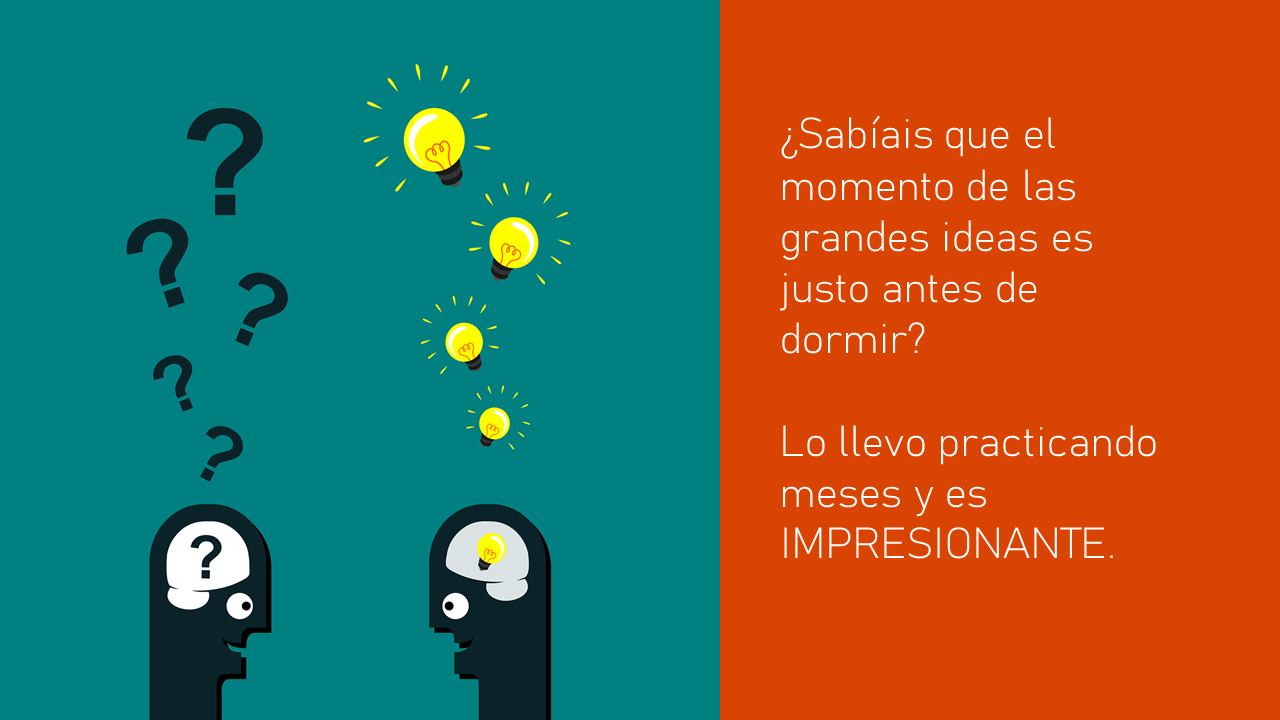 ?
?
?
?
?
?
¿Sabíais que el
momento de las
grandes ideas es
justo antes de
dormir?
Lo llevo practicando
meses y es
IMPRESIONANTE.